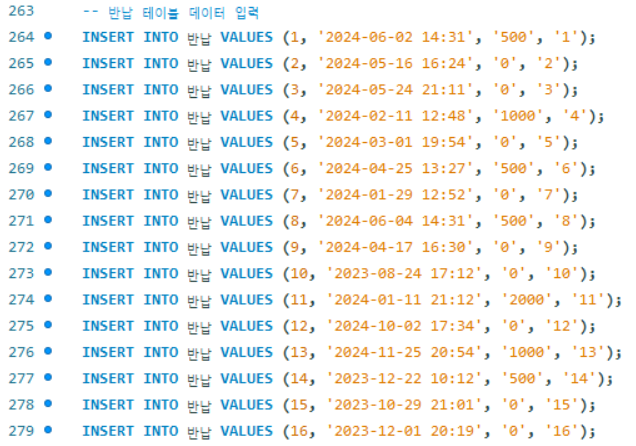 263 -- 반납 테이블 데이터 입력
264 INSERT INTO 반납 VALUES (1, '2024-06-02 14:31', '500', '1');
265 INSERT INTO 반납 VALUES (2, '2024-05-16 16:24', '0', '2');
266 INSERT INTO 반납 VALUES (3, '2024-05-24 21:11', '0', '3');
267 INSERT INTO 반납 VALUES (4, '2024-02-11 12:48', '1000', '4');
268 INSERT INTO 반납 VALUES (5, '2024-03-01 19:54', '0', '5');
269 INSERT INTO 반납 VALUES (6, '2024-04-25 13:27', '500', '6');
270 INSERT INTO 반납 VALUES (7, '2024-01-29 12:52', '0', '7');
271 INSERT INTO 반납 VALUES (8, '2024-06-04 14:31', '500', '8');
272 INSERT INTO 반납 VALUES (9, '2024-04-17 16:30', '0', '9');
273 INSERT INTO 반납 VALUES (10, '2023-08-24 17:12', '0', '10');
274 INSERT INTO 반납 VALUES (11, '2024-01-11 21:12', '2000', '11');
275 INSERT INTO 반납 VALUES (12, '2024-10-02 17:34', '0', '12');
276 INSERT INTO 반납 VALUES (13, '2024-11-25 20:54', '1000', '13');
277 INSERT INTO 반납 VALUES (14, '2023-12-22 10:12', '500', '14');
278 INSERT INTO 반납 VALUES (15, '2023-10-29 21:01', '0', '15');
279 INSERT INTO 반납 VALUES (16, '2023-12-01 20:19', '0', '16');